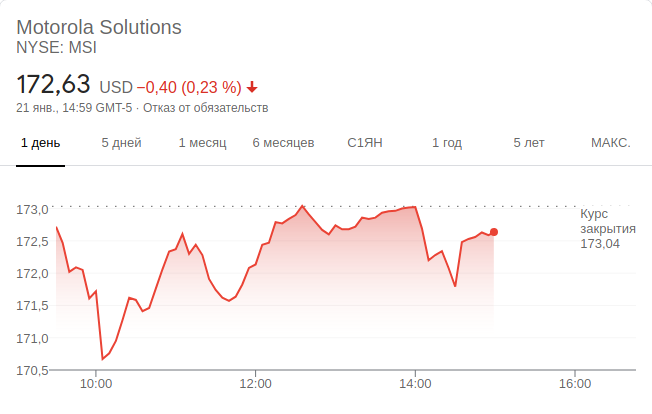 Motorola Solutions
NYSE: MSI
172,63 USD −0,40 (0,23 %)
21 янв., 14:59 GMT-5 · Отказ от обязательств
1 день 5 дней 1 месяц 6 месяцев С1ЯН 1 год 5 лет МАКС.
173,0
Курс
закрытия
173,04
172,5
172,0
171,5
171,0
170,5
10:00 12:00 14:00 16:00